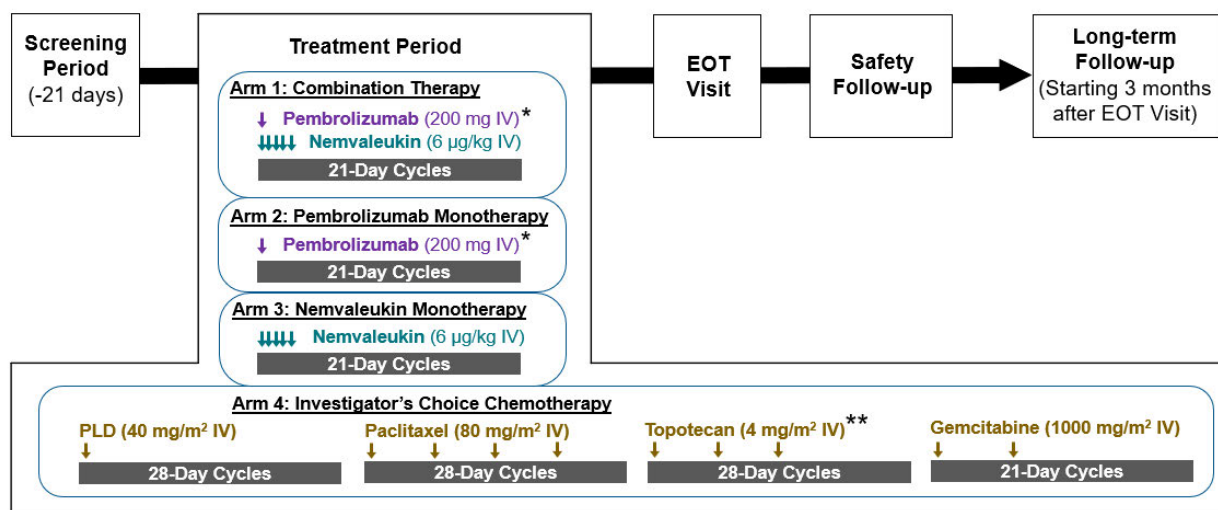 Screening
Period
(-21 days)
Treatment Period
Arm 1: Combination Therapy
Pembrolizumab (200 mg IV)*
Nemvaleukin (6 µg/kg IV)
21-Day Cycles
Arm 2: Pembrolizumab Monotherapy
Pembrolizumab (200 mg IV)*
21-Day Cycles
Arm 3: Nemvaleukin Monotherapy
Nemvaleukin (6 µg/kg IV)
21-Day Cycles
Arm 4: Investigator's Choice Chemotherapy
PLD (40 mg/m² IV)
28-Day Cycles
Paclitaxel (80 mg/m² IV)
28-Day Cycles
Topotecan (4 mg/m² IV)**
28-Day Cycles
Gemcitabine (1000 mg/m² IV)
21-Day Cycles
EOT
Visit
Safety
Follow-up
Long-term
Follow-up
(Starting 3 months
after EOT Visit)